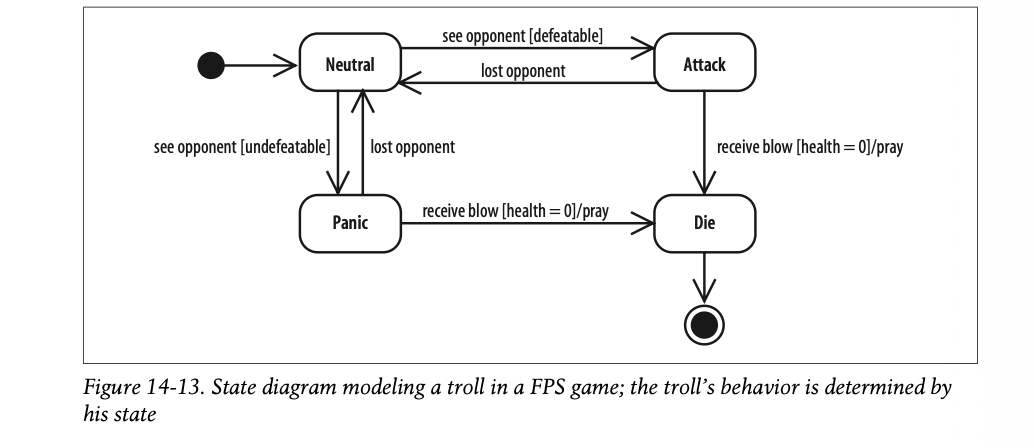 see opponent [defeatable]
Neutral
Attack
lost opponent
see opponent [undefeatable]
lost opponent
receive blow [health = 0]/pray
receive blow [health = 0]/pray
Panic
Die
Figure 14-13. State diagram modeling a troll in a FPS game; the troll’s behavior is determined by
his state